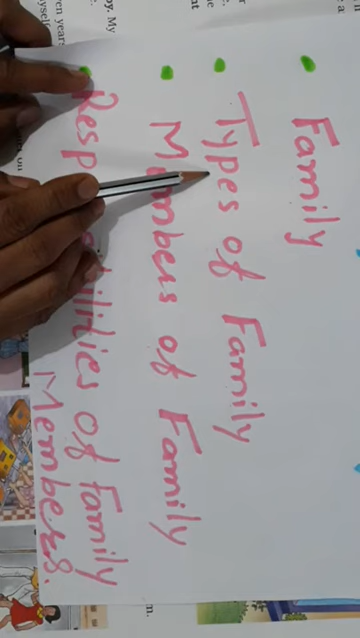 Family
Types of Family
Members of Family
of family
Members.